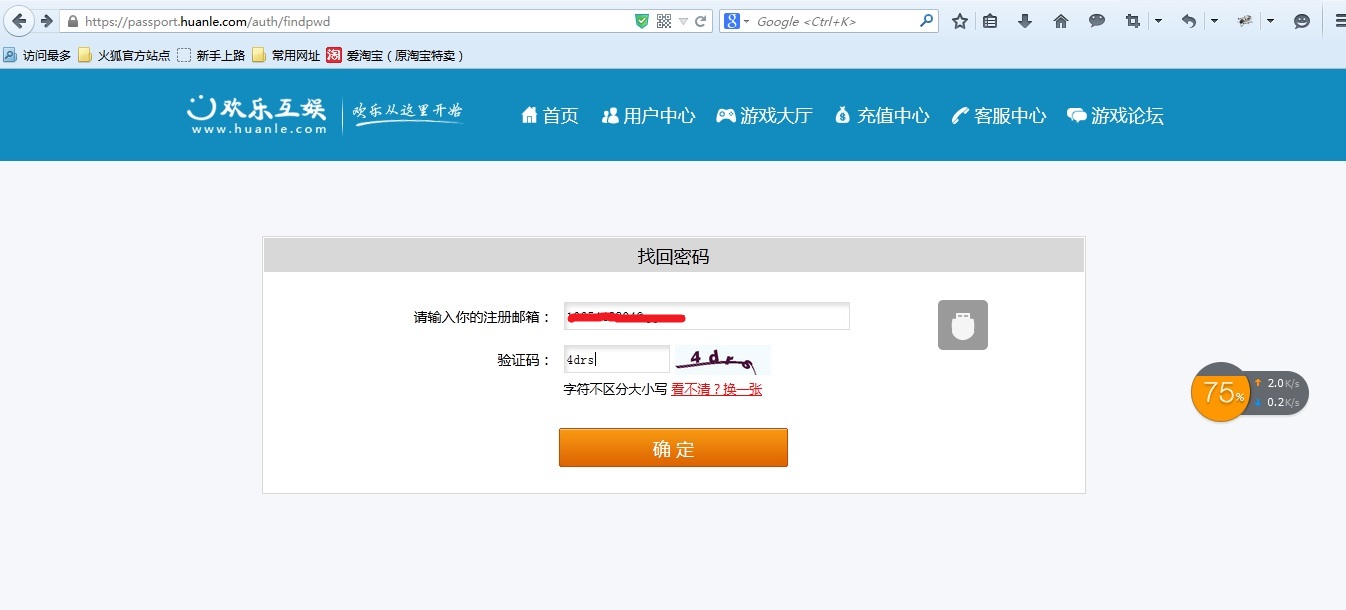 https://passport.huanle.com/auth/findpwd
Google <Ctrl+K>
访问最多 火狐官方站点 新手上路 常用网址 淘 爱淘宝（原淘宝特卖）
欢乐互娱 欢乐从这里开始
www.huanle.com
首页 用户中心 游戏大厅 充值中心 客服中心 游戏论坛
找回密码
请输入你的注册邮箱：
验证码： 4drs 4dr
字符不区分大小写 看不清？换一张
75% 2.0K/s
0.2K/s
确 定